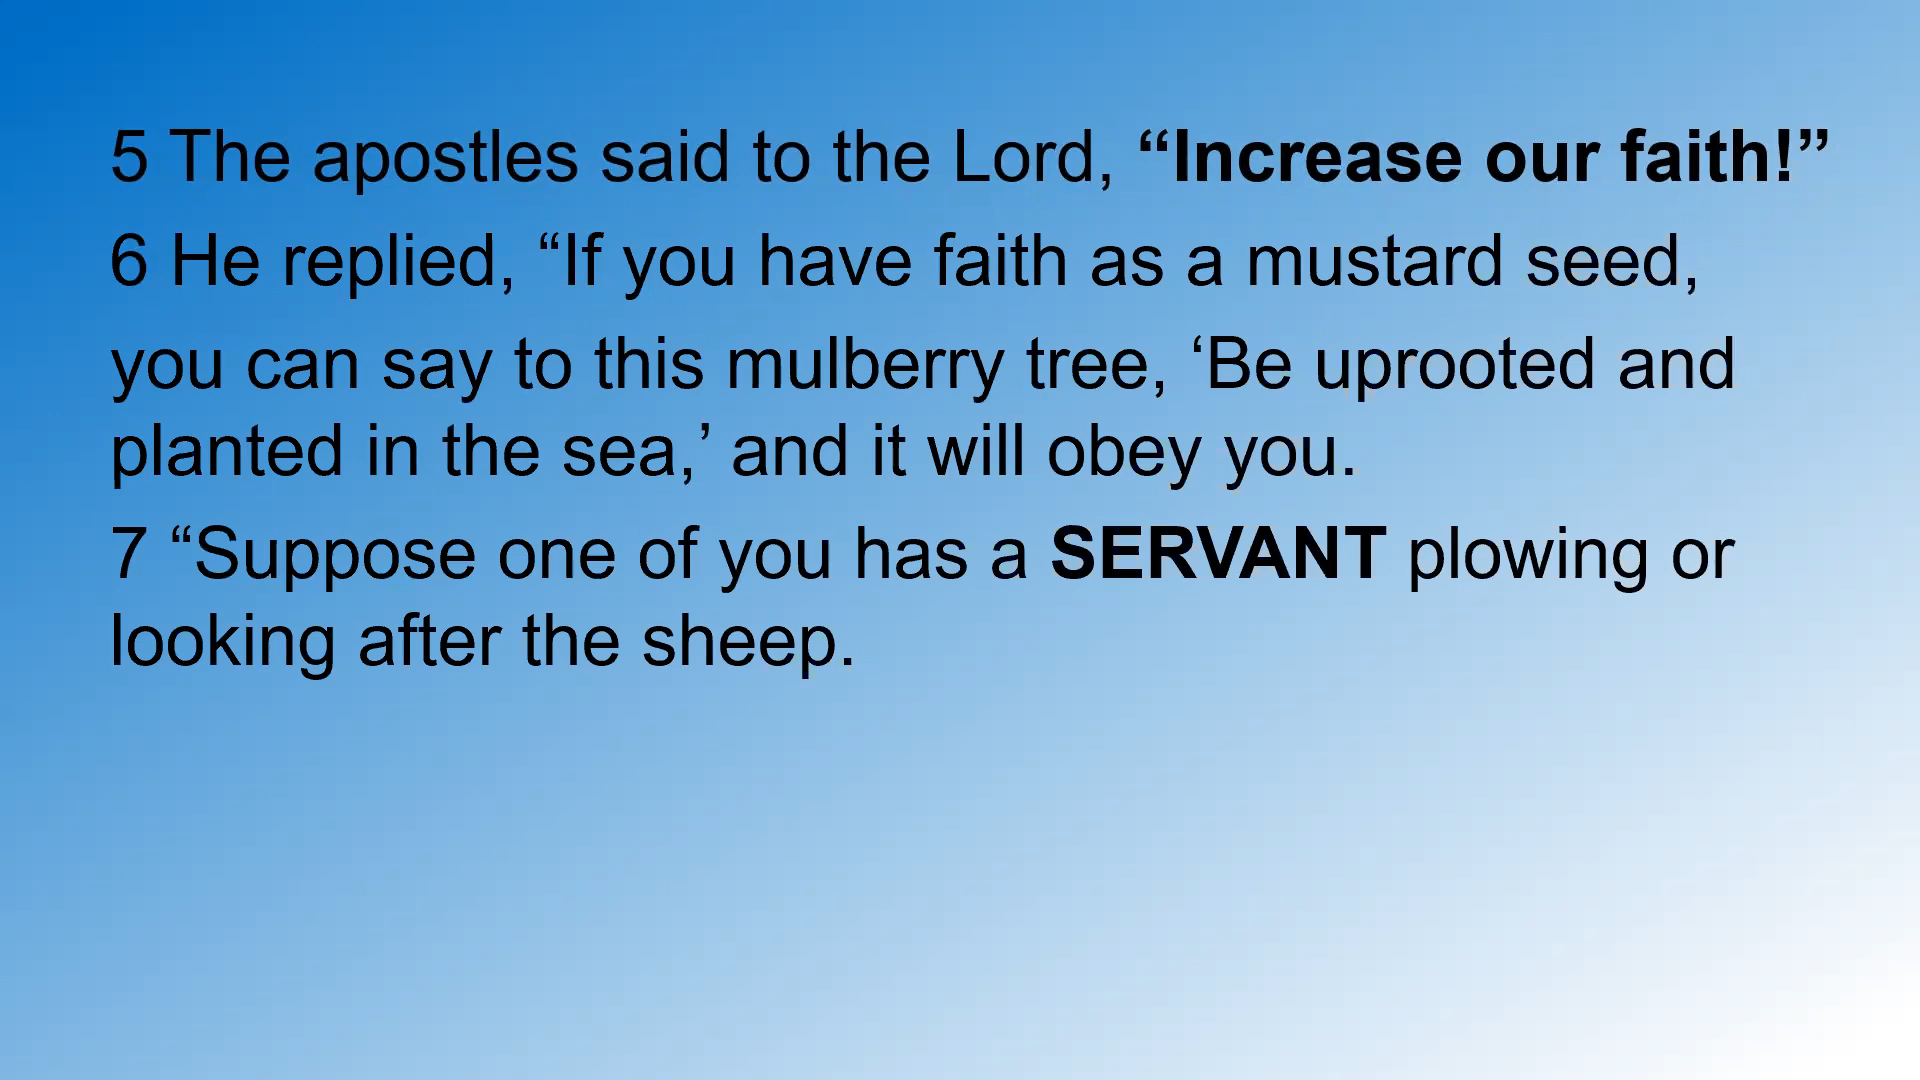 5 The apostles said to the Lord, “Increase our faith!”
6 He replied, “If you have faith as a mustard seed,
you can say to this mulberry tree, ‘Be uprooted and
planted in the sea,’ and it will obey you.
7 “Suppose one of you has a SERVANT plowing or
looking after the sheep.